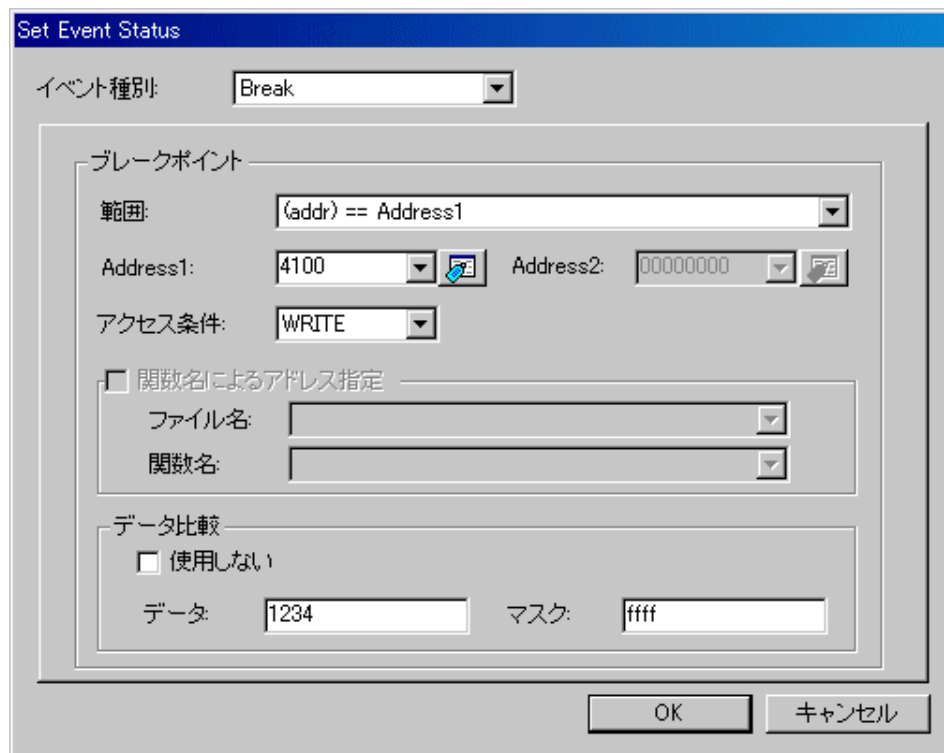 Set Event Status
イベント種別: Break
ブレークポイント
範囲: (addr) == Address1
Address1: 4100 Address2: 00000000
アクセス条件: WRITE
関数名によるアドレス指定
ファイル名:
関数名:
データ比較
使用しない
データ: 1234 マスク: ffff
OK キャンセル